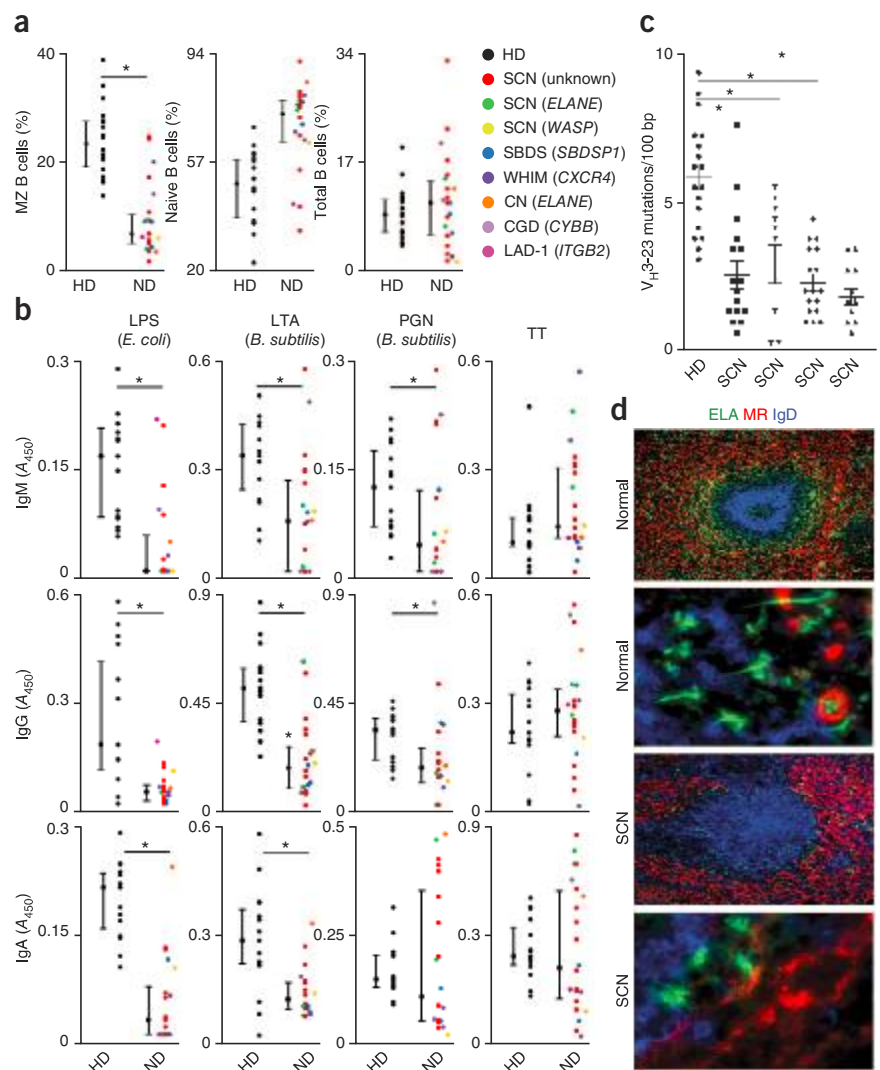 a
MZ B cells (%)
40
20
0
*
HD ND
Naive B cells (%)
94
57
20
HD ND
Total B cells (%)
34
17
0
HD ND
HD
SCN (unknown)
SCN (ELANE)
SCN (WASP)
SBDS (SBDSP1)
WHIM (CXCR4)
CN (ELANE)
CGD (CYBB)
LAD-1 (ITGB2)
b
LPS
(E. coli)
LTA
(B. subtilis)
PGN
(B. subtilis)
TT
IgM (A450)
0.3
0.15
0
*
0.6
0.3
0
*
0.3
0.15
0
*
0.6
0.3
0
IgG (A450)
0.6
0.3
0
*
0.9
0.45
0
*
*
0.9
0.45
0
*
0.6
0.3
0
IgA (A450)
0.3
0.15
0
*
0.6
0.3
0
*
0.5
0.25
0
0.9
0.3
0
HD ND
HD ND
HD ND
HD ND
c
VH3-23 mutations/100 bp
10
5
0
*
*
*
*
HD SCN SCN SCN SCN
d
ELA MR IgD
Normal
Normal
SCN
SCN